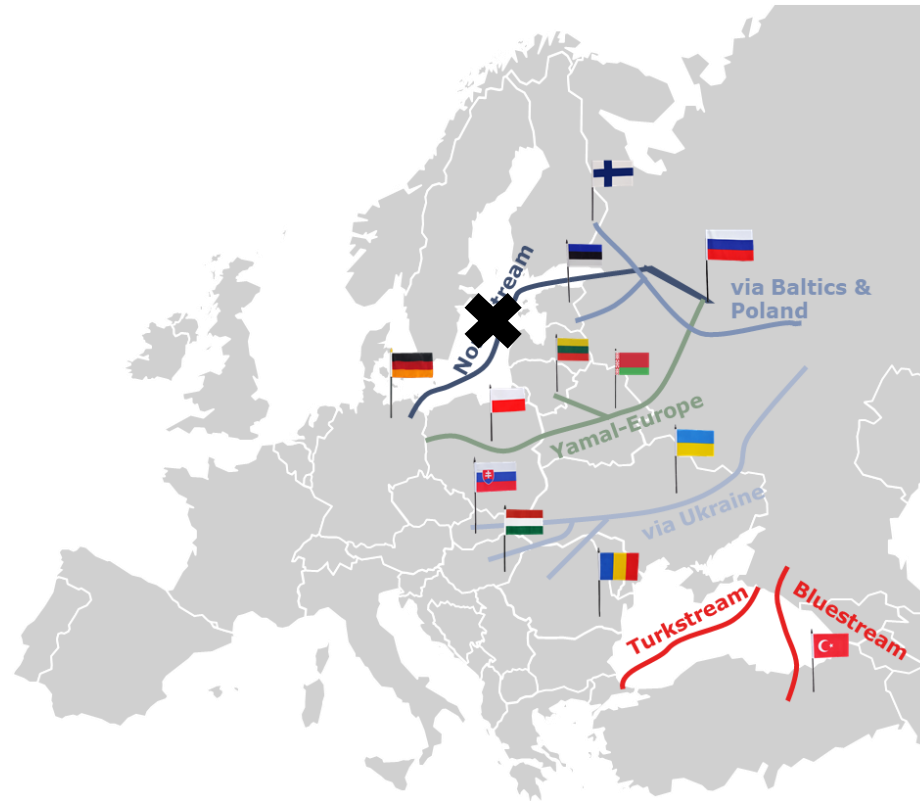 via Baltics &
Poland
Yamal-Europe
via Ukraine
Turkstream
Bluestream